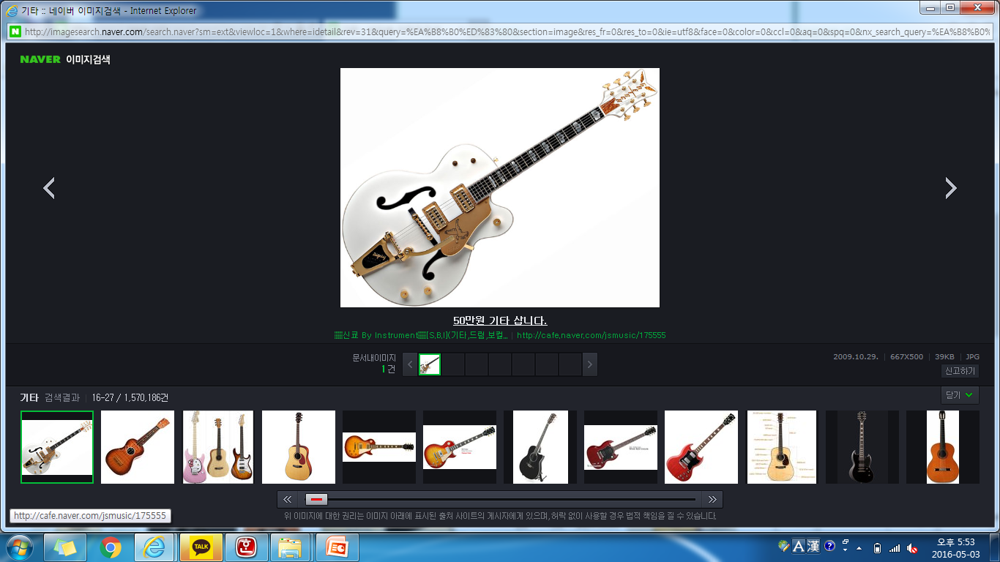 기타 :: 네이버 이미지검색 - Internet Explorer
http://imagesearch.naver.com/search.naver?sm=ext&viewloc=1&where=idetail&rev=31&query=%EA%B8%B0%ED%83%80&section=image&res_fr=0&res_to=0&ie=utf8&face=0&color=0&ccl=0&aq=0&spq=0&nx_search_query=%EA%B8%B0%
NAVER 이미지검색
50만원 기타 삽니다.
By Instrument [S.B.I](기타,드럼,보컬... | http://cafe.naver.com/jsmusic/175555
문서내이미지
1 건
2009.10.29. | 667X500 | 39KB | JPG
신고하기
기타 검색결과 | 16-27 / 1,570,186건
닫기
http://cafe.naver.com/jsmusic/175555
위 이미지에 대한 권리는 이미지 아래에 표시된 출처 사이트의 게시자에게 있으며, 허락 없이 사용할 경우 법적 책임을 질 수 있습니다.
TALK
A 漢
오후 5:53
2016-05-03